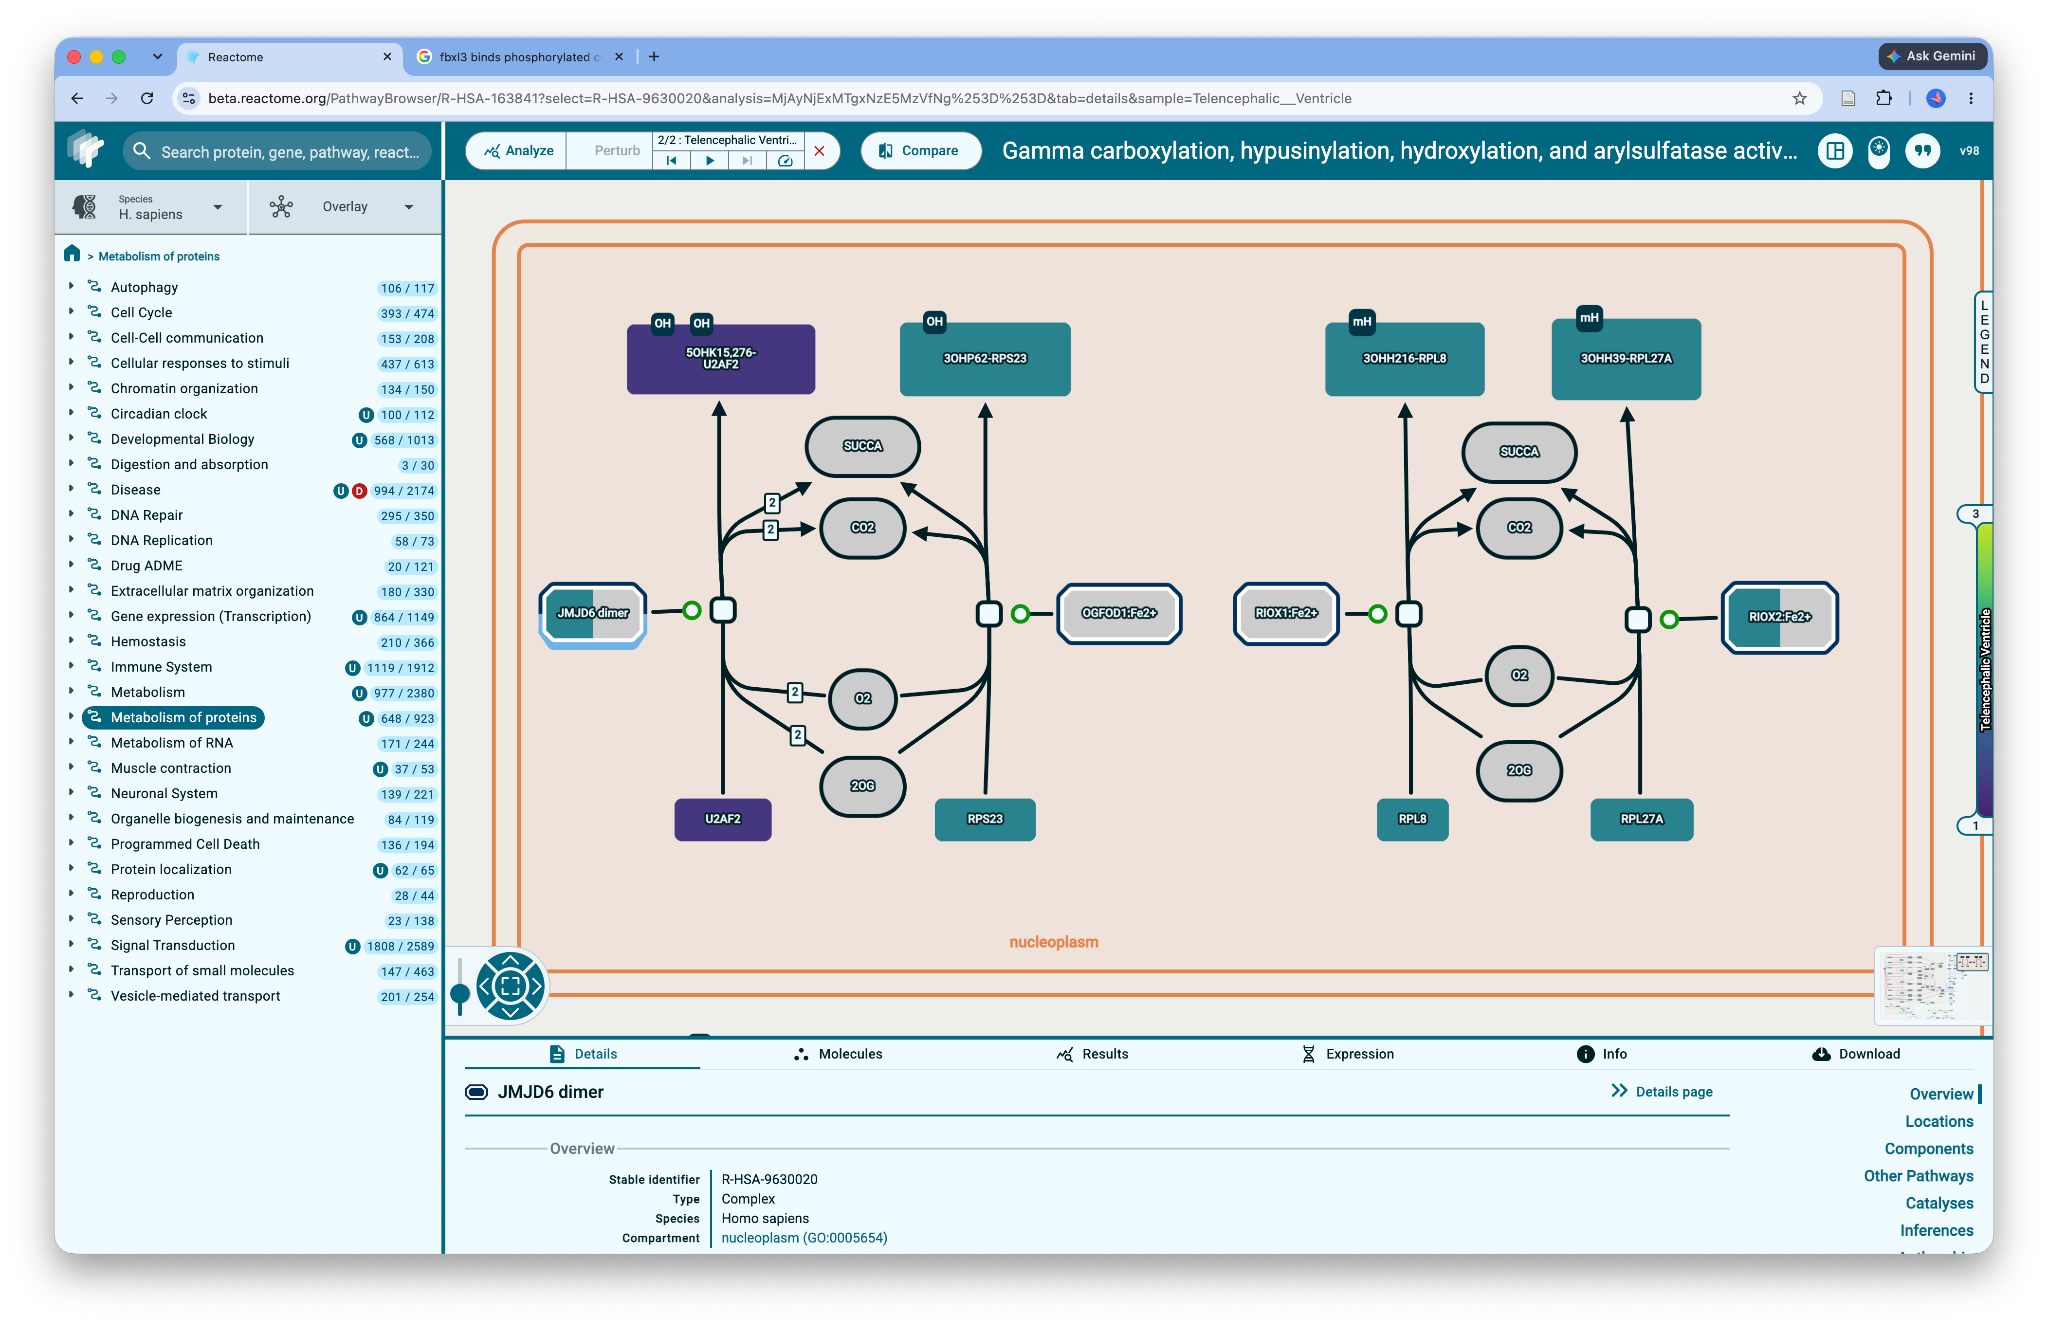 Reactome
fbxl3 binds phosphorylated c
Ask Gemini
beta.reactome.org/PathwayBrowser/R-HSA-163841?select=R-HSA-9630020&analysis=MjAyNjExMTgxNzE5MzVfNg%253D%253D&tab=details&sample=Telencephalic__Ventricle
Search protein, gene, pathway, react...
Analyze
Perturb
2/2 : Telencephalic Ventri...
Compare
Gamma carboxylation, hypusinylation, hydroxylation, and arylsulfatase activ...
v98
Species
H. sapiens
Overlay
> Metabolism of proteins
Autophagy 106 / 117
Cell Cycle 393 / 474
Cell-Cell communication 153 / 208
Cellular responses to stimuli 437 / 613
Chromatin organization 134 / 150
Circadian clock U 100 / 112
Developmental Biology U 568 / 1013
Digestion and absorption 3 / 30
Disease U D 994 / 2174
DNA Repair 295 / 350
DNA Replication 58 / 73
Drug ADME 20 / 121
Extracellular matrix organization 180 / 330
Gene expression (Transcription) U 864 / 1149
Hemostasis 210 / 366
Immune System U 1119 / 1912
Metabolism U 977 / 2380
Metabolism of proteins U 648 / 923
Metabolism of RNA 171 / 244
Muscle contraction U 37 / 53
Neuronal System 139 / 221
Organelle biogenesis and maintenance 84 / 119
Programmed Cell Death 136 / 194
Protein localization U 62 / 65
Reproduction 28 / 44
Sensory Perception 23 / 138
Signal Transduction U 1808 / 2589
Transport of small molecules 147 / 463
Vesicle-mediated transport 201 / 254
OH OH
5OHK15,276-
U2AF2
OH
3OHP62-RPS23
mH
3OHH216-RPL8
mH
3OHH39-RPL27A
SUCCA
2
2
CO2
JMJD6 dimer
OGFOD1:Fe2+
2
O2
2
2OG
U2AF2
RPS23
SUCCA
CO2
RIOX1:Fe2+
RIOX2:Fe2+
O2
2OG
RPL8
RPL27A
nucleoplasm
LEGEND
3
Telencephalic Ventricle
1
Details
Molecules
Results
Expression
Info
Download
JMJD6 dimer
Details page
Overview
Stable identifier R-HSA-9630020
Type Complex
Species Homo sapiens
Compartment nucleoplasm (GO:0005654)
Overview
Locations
Components
Other Pathways
Catalyses
Inferences